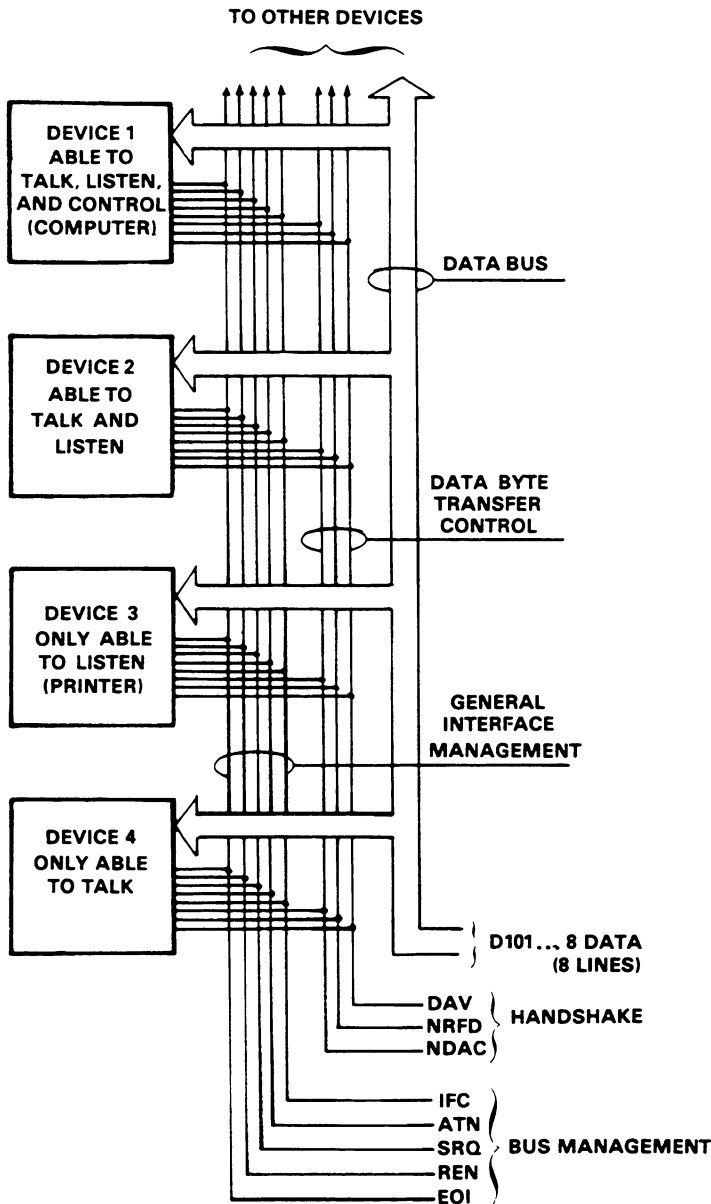 TO OTHER DEVICES
DEVICE 1
ABLE TO
TALK, LISTEN,
AND CONTROL
(COMPUTER)
DATA BUS
DEVICE 2
ABLE TO
TALK AND
LISTEN
DATA BYTE
TRANSFER
CONTROL
DEVICE 3
ONLY ABLE
TO LISTEN
(PRINTER)
GENERAL
INTERFACE
MANAGEMENT
DEVICE 4
ONLY ABLE
TO TALK
D101... 8 DATA
(8 LINES)
DAV
NRFD
NDAC
HANDSHAKE
IFC
ATN
SRQ
REN
EOI
BUS MANAGEMENT